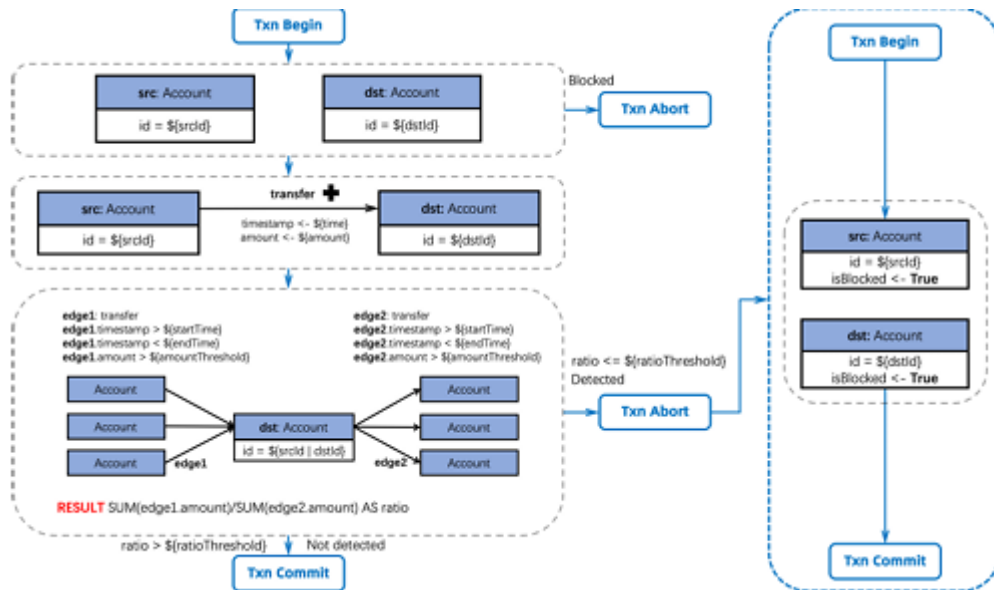 Txn Begin
src: Account
id = ${srcId}
dst: Account
id = ${dstId}
Blocked
Txn Abort
transfer
src: Account
id = ${srcId}
timestamp <- ${time}
amount <- ${amount}
dst: Account
id = ${dstId}
edge1: transfer
edge1.timestamp > ${startTime}
edge1.timestamp < ${endTime}
edge1.amount > ${amountThreshold}
edge2: transfer
edge2.timestamp > ${startTime}
edge2.timestamp < ${endTime}
edge2.amount > ${amountThreshold}
Account
Account
Account
edge1
dst: Account
id = ${srcId | dstId}
Account
Account
Account
edge2
RESULT SUM(edge1.amount)/SUM(edge2.amount) AS ratio
ratio <= ${ratioThreshold}
Detected
Txn Abort
ratio > ${ratioThreshold}
Not detected
Txn Commit
Txn Begin
src: Account
id = ${srcId}
isBlocked <- True
dst: Account
id = ${dstId}
isBlocked <- True
Txn Commit